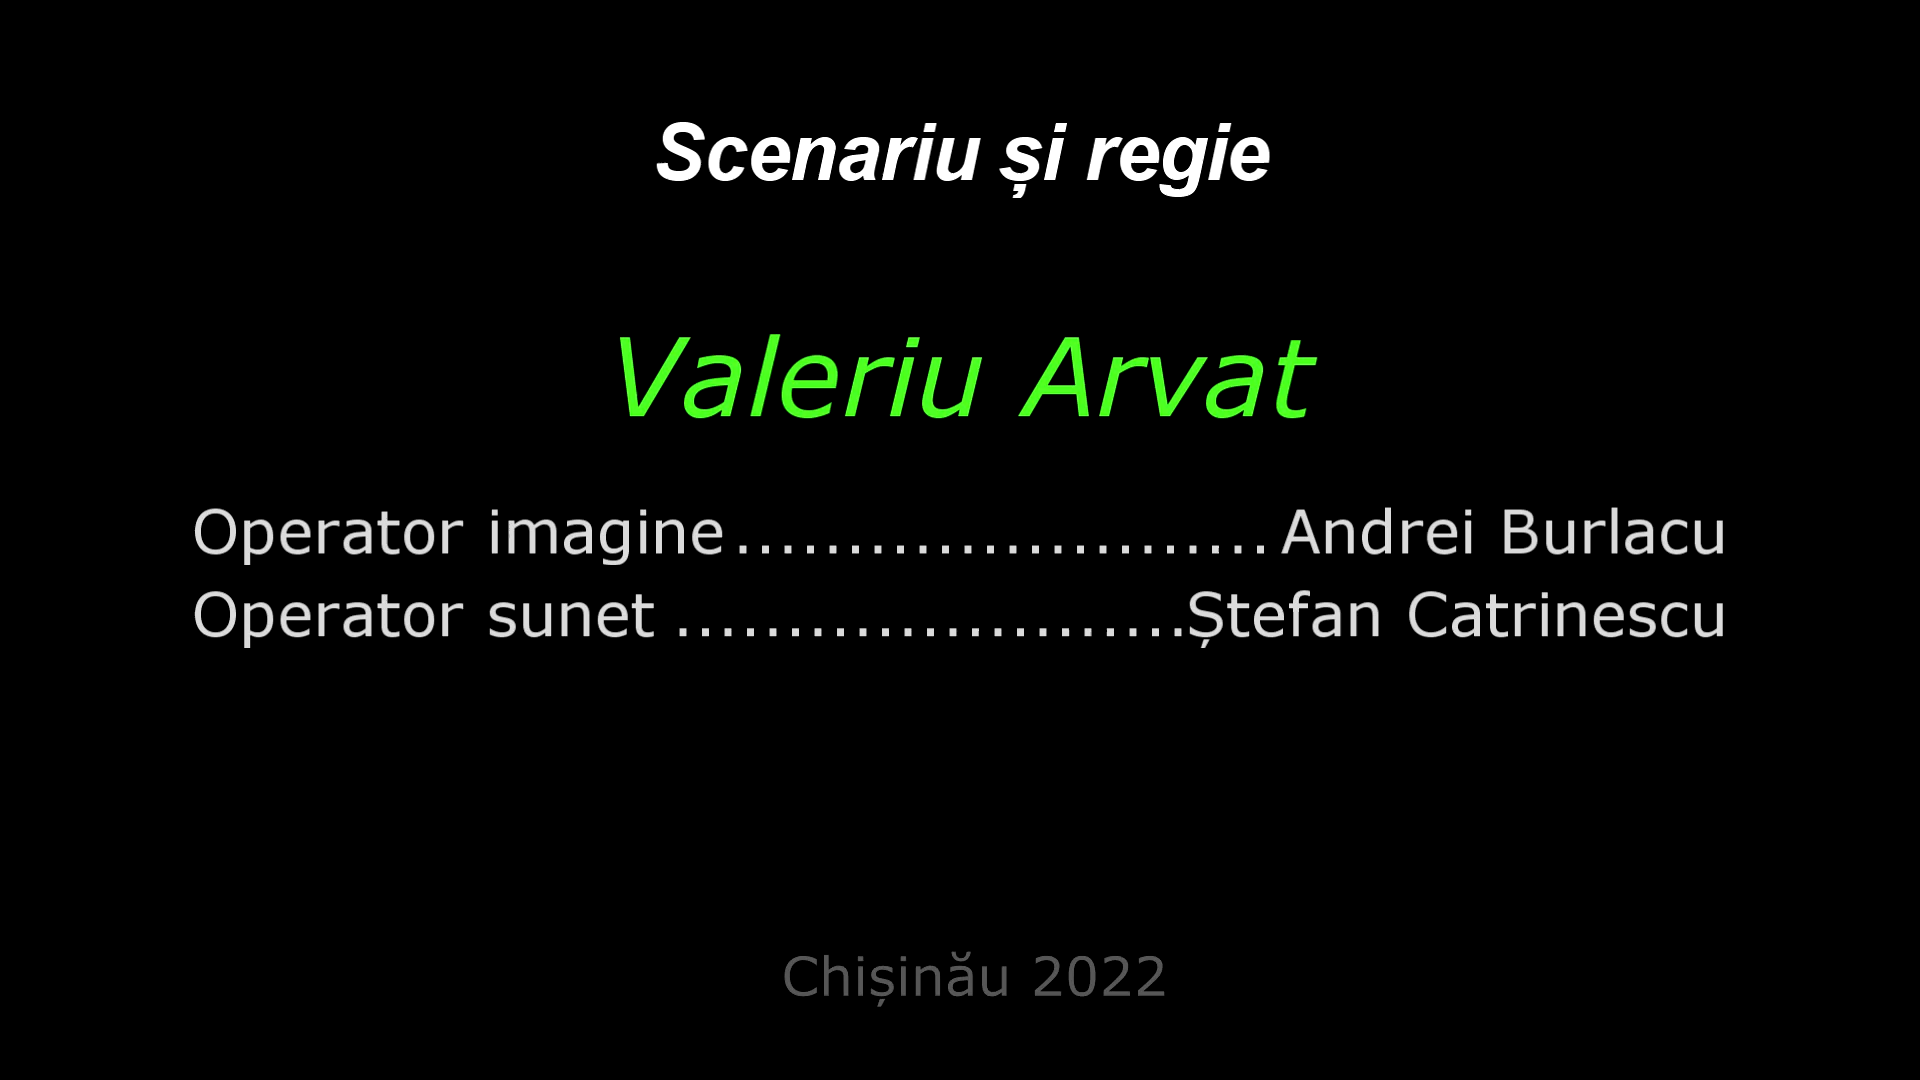 Scenariu și regie
Valeriu Arvat
Operator imagine........................Andrei Burlacu
Operator sunet .......................Ștefan Catrinescu
Chișinău 2022